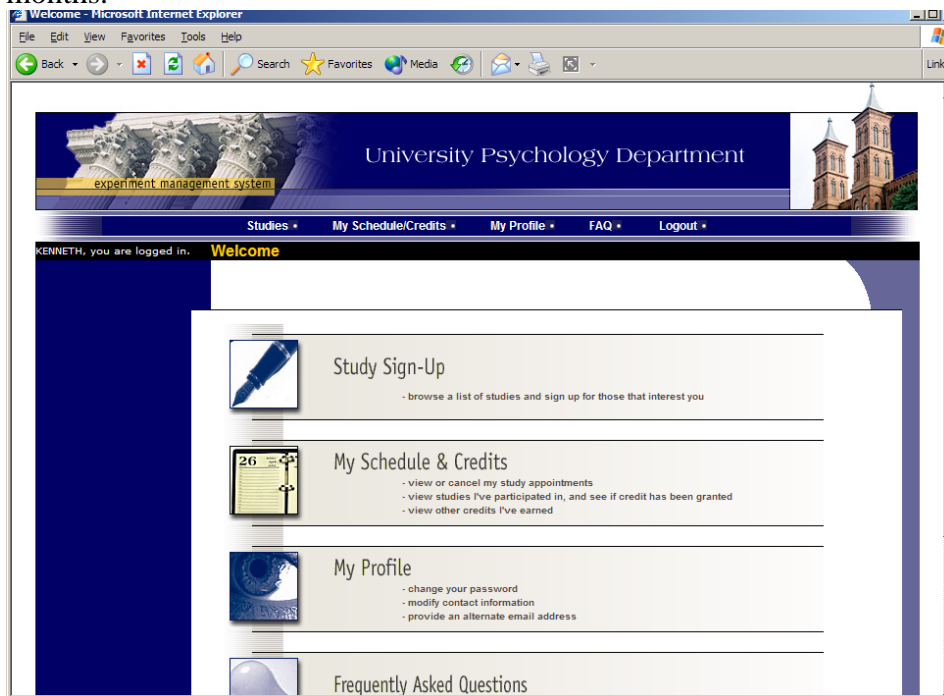 months.
Welcome - Microsoft Internet Explorer
File Edit View Favorites Tools Help
Back Search Favorites Media
Link
University Psychology Department
experiment management system
Studies My Schedule/Credits My Profile FAQ Logout
KENNETH, you are logged in. Welcome
Study Sign-Up
- browse a list of studies and sign up for those that interest you
26
My Schedule & Credits
- view or cancel my study appointments
- view studies I've participated in, and see if credit has been granted
- view other credits I've earned
My Profile
- change your password
- modify contact information
- provide an alternate email address
Frequently Asked Questions